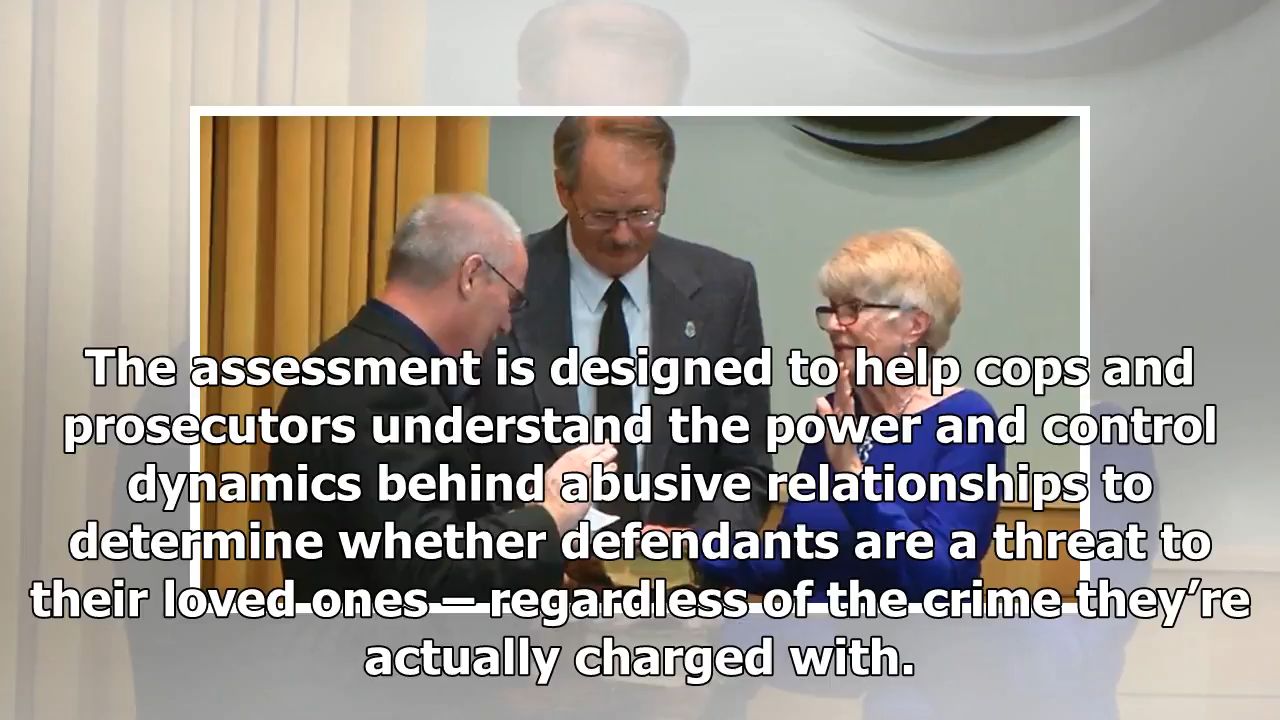 The assessment is designed to help cops and
prosecutors understand the power and control
dynamics behind abusive relationships to
determine whether defendants are a threat to
their loved ones — regardless of the crime they’re
actually charged with.